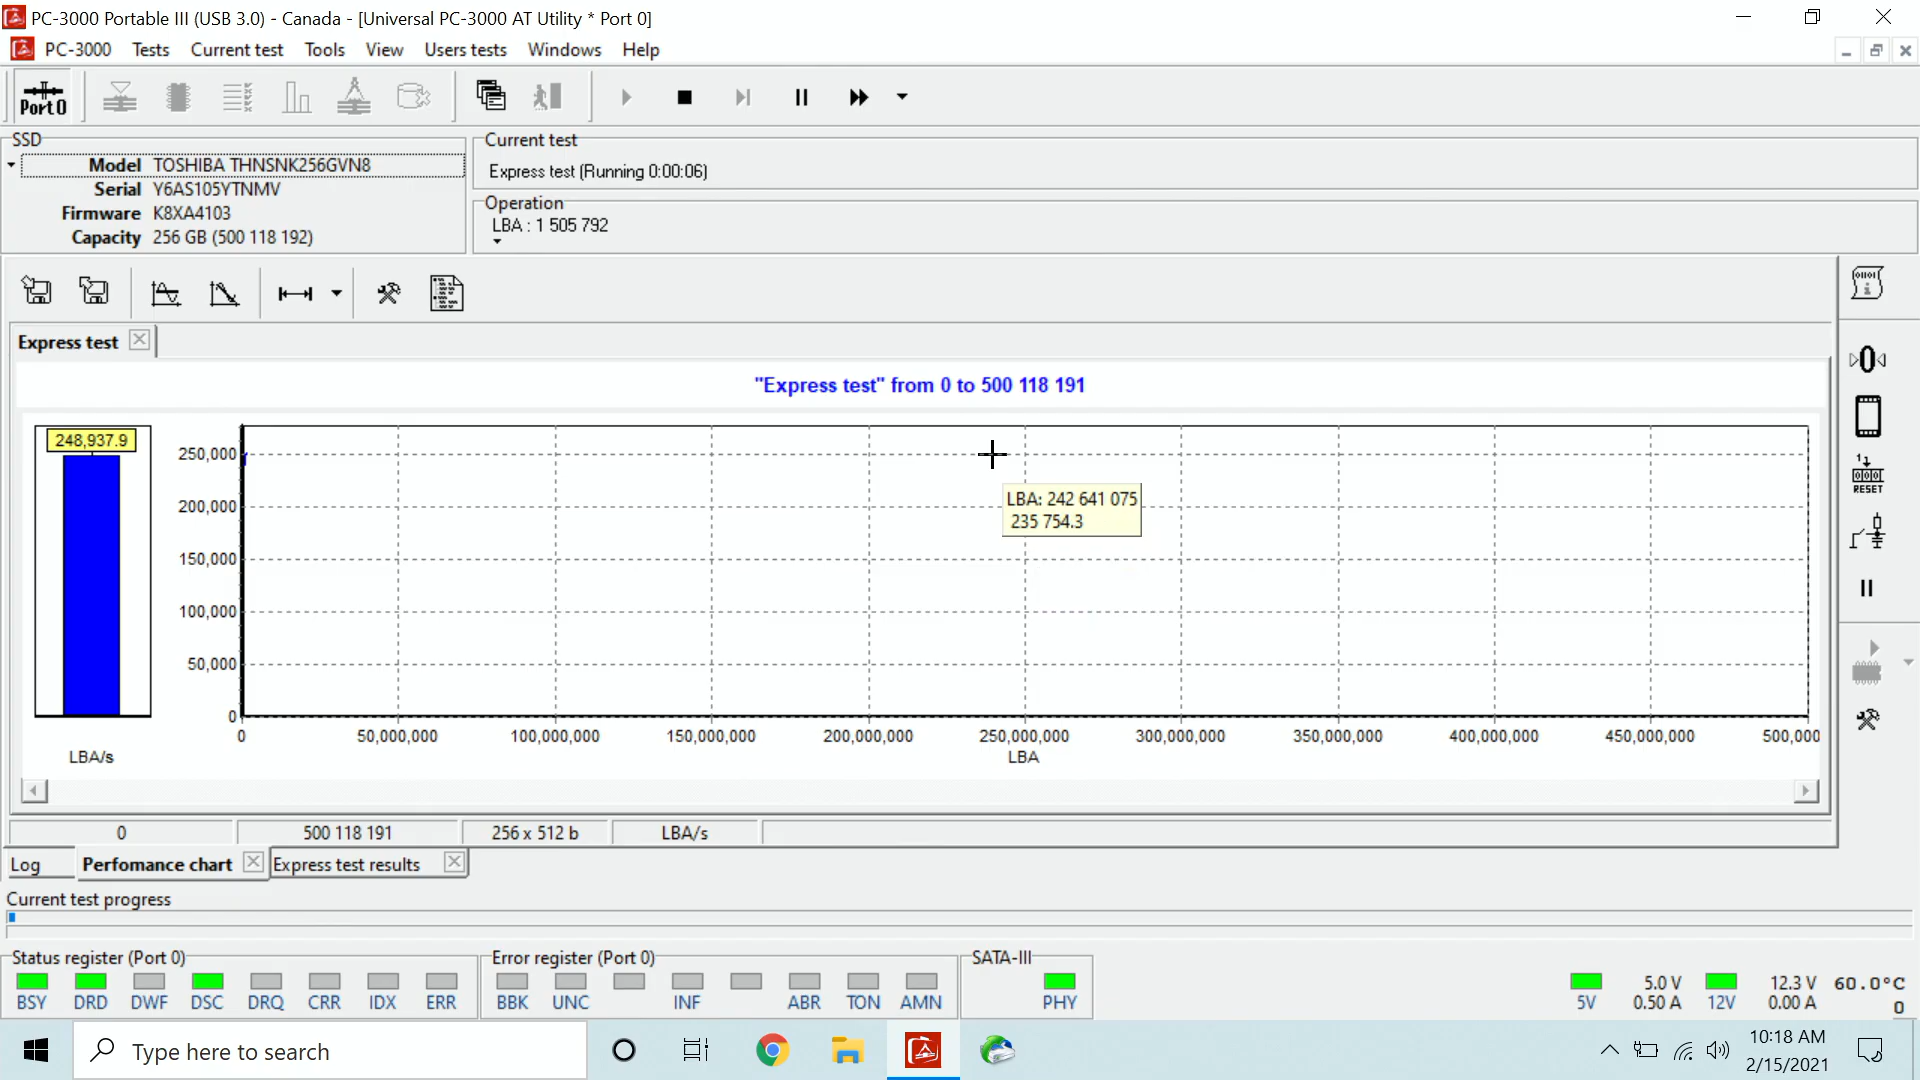 PC-3000 Portable III (USB 3.0) - Canada - [Universal PC-3000 AT Utility * Port 0]
PC-3000 Tests Current test Tools View Users tests Windows Help
Port 0
SSD
Model TOSHIBA THNSNK256GVN8
Serial Y6AS105YTNMV
Firmware K8XA4103
Capacity 256 GB (500 118 192)
Current test
Express test (Running 0:00:06)
Operation
LBA : 1 505 792
Express test
"Express test" from 0 to 500 118 191
248,937.9
LBA/s
250,000
200,000
150,000
100,000
50,000
0
LBA: 242 641 075
235 754.3
0 50,000,000 100,000,000 150,000,000 200,000,000 250,000,000 300,000,000 350,000,000 400,000,000 450,000,000 500,000
LBA
RESET
0 500 118 191 256 x 512 b LBA/s
Log Perfomance chart Express test results
Current test progress
Status register (Port 0)
BSY DRD DWF DSC DRQ CRR IDX ERR
Error register (Port 0)
BBK UNC INF ABR TON AMN
SATA-III
PHY
5V
5.0 V
0.50 A
12V
12.3 V
0.00 A
60.0°C
0
Type here to search
10:18 AM
2/15/2021